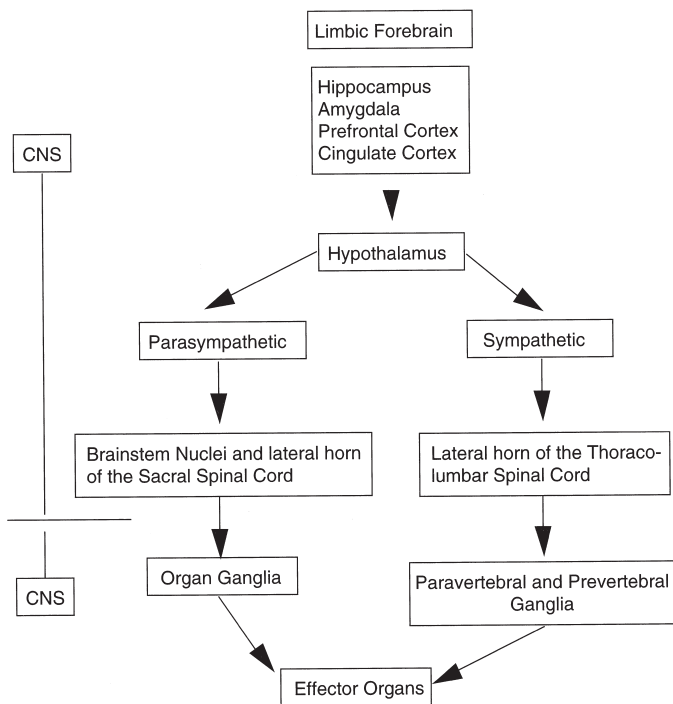 Limbic Forebrain
Hippocampus
Amygdala
Prefrontal Cortex
Cingulate Cortex
CNS
Hypothalamus
Parasympathetic
Sympathetic
Brainstem Nuclei and lateral horn
of the Sacral Spinal Cord
Lateral horn of the Thoraco-
lumbar Spinal Cord
Organ Ganglia
Paravertebral and Prevertebral
Ganglia
CNS
Effector Organs